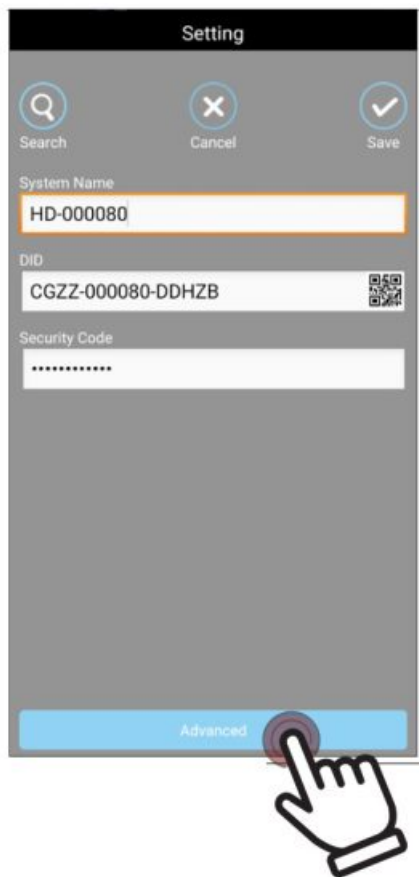 Setting
Search Cancel Save
System Name
HD-000080
DID
CGZZ-000080-DDHZB
Security Code
••••••••••••
Advanced